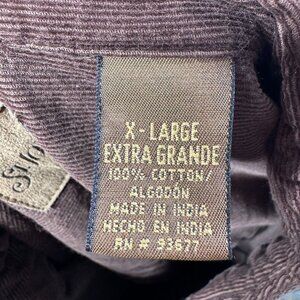 X-LARGE
EXTRA GRANDE
100% COTTON/
ALGODÓN
MADE IN INDIA
HECHO EN INDIA
RN # 93677